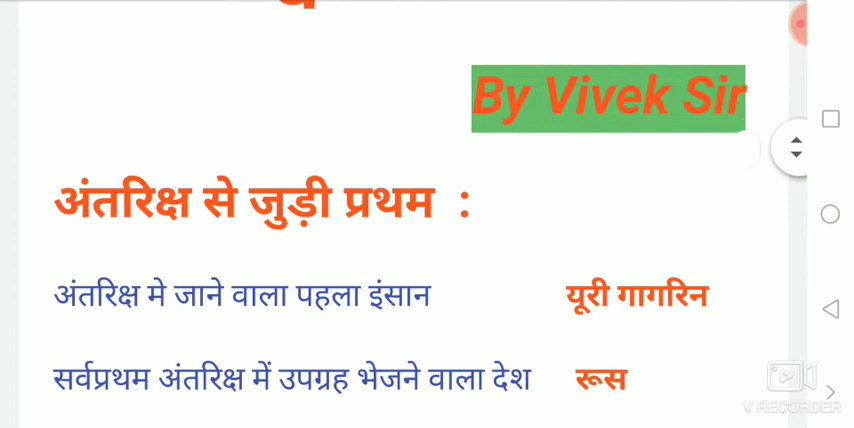 By Vivek Sir
अंतरिक्ष से जुड़ी प्रथम :
अंतरिक्ष मे जाने वाला पहला इंसान यूरी गागरिन
सर्वप्रथम अंतरिक्ष में उपग्रह भेजने वाला देश रूस
V RECORDER